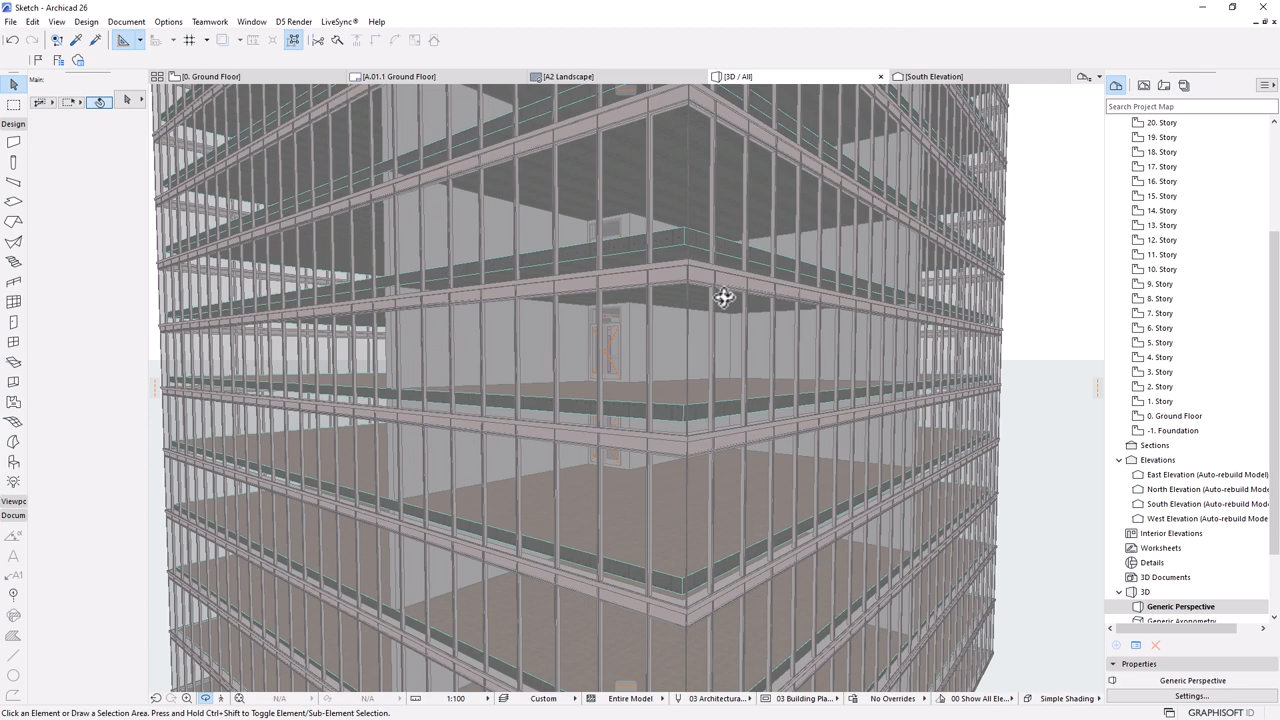 Sketch - Archicad 26
File Edit View Design Document Options Teamwork Window D5 Render LiveSync® Help
Main:
[0. Ground Floor] [A.01.1 Ground Floor] [A2 Landscape] [3D / All] [South Elevation]
Design
Viewpc
Docum
A
A1
Search Project Map
20. Story
19. Story
18. Story
17. Story
16. Story
15. Story
14. Story
13. Story
12. Story
11. Story
10. Story
9. Story
8. Story
7. Story
6. Story
5. Story
4. Story
3. Story
2. Story
1. Story
0. Ground Floor
-1. Foundation
Sections
Elevations
East Elevation (Auto-rebuild Model)
North Elevation (Auto-rebuild Mode
South Elevation (Auto-rebuild Mode
West Elevation (Auto-rebuild Mode
Interior Elevations
Worksheets
Details
3D Documents
3D
Generic Perspective
Generic Axonometry
Properties
Generic Perspective
Settings...
N/A N/A 1:100 Custom Entire Model 03 Architectura... 03 Building Pla... No Overrides 00 Show All Ele... Simple Shading
Click an Element or Draw a Selection Area. Press and Hold Ctrl+Shift to Toggle Element/Sub-Element Selection.
GRAPHISOFT ID